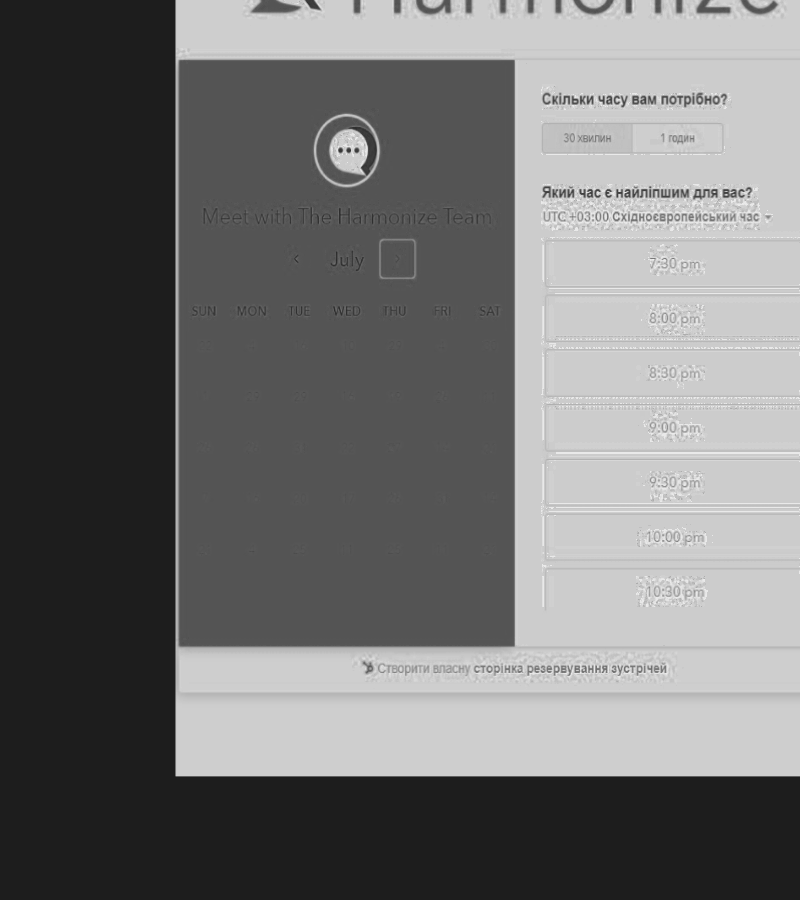 Harmonize
Meet with The Harmonize Team
July
SUN MON TUE WED THU FRI SAT
Скільки часу вам потрібно?
30 хвилин 1 годин
Який час є найліпшим для вас?
UTC +03:00 Східноєвропейський час
7:30 pm
8:00 pm
8:30 pm
9:00 pm
9:30 pm
10:00 pm
10:30 pm
Створити власну сторінка резервування зустрічей